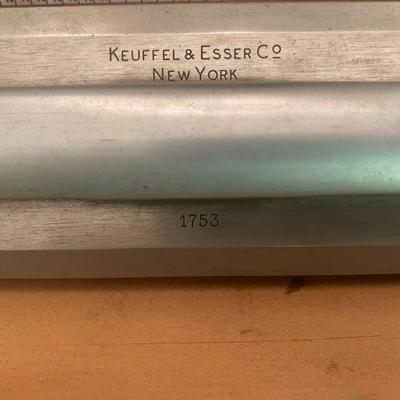 KEUFFEL & ESSER CO
NEW YORK
1753